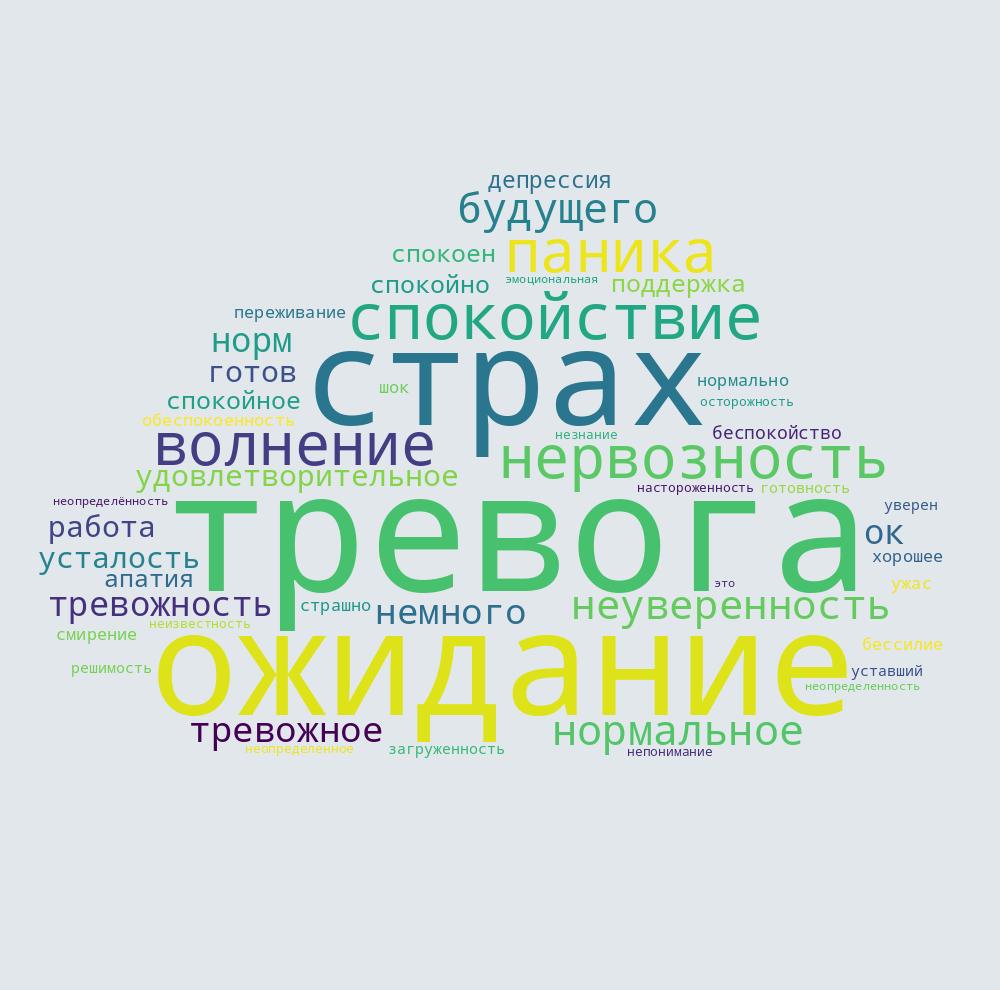 депрессия
будущего
спокоен
паника
спокойно
эмоциональная
поддержка
переживание
спокойствие
норм
страх
готов
шок
нормально
спокойное
осторожность
обеспокоенность
волнение
незнание
беспокойство
нервозность
удовлетворительное
настороженность
готовность
неопределённость
тревога
уверен
работа
ок
усталость
хорошее
апатия
это
ужас
тревожность
страшно
немного
неуверенность
неизвестность
смирение
ожидание
бессилие
решимость
уставший
неопределенность
тревожное
нормальное
неопределенное
загруженность
непонимание